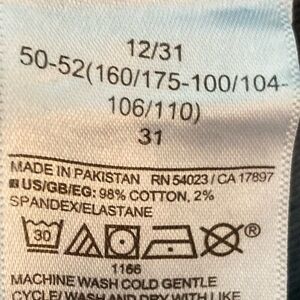 12/31
50-52(160/175-100/104-
106/110)
31
MADE IN PAKISTAN RN 54023 / CA 17897
US/GB/EG: 98% COTTON, 2%
SPANDEX/ELASTANE
30
1166
MACHINE WASH COLD GENTLE
CYCLE/ WASH AND DRY WITH LIKE